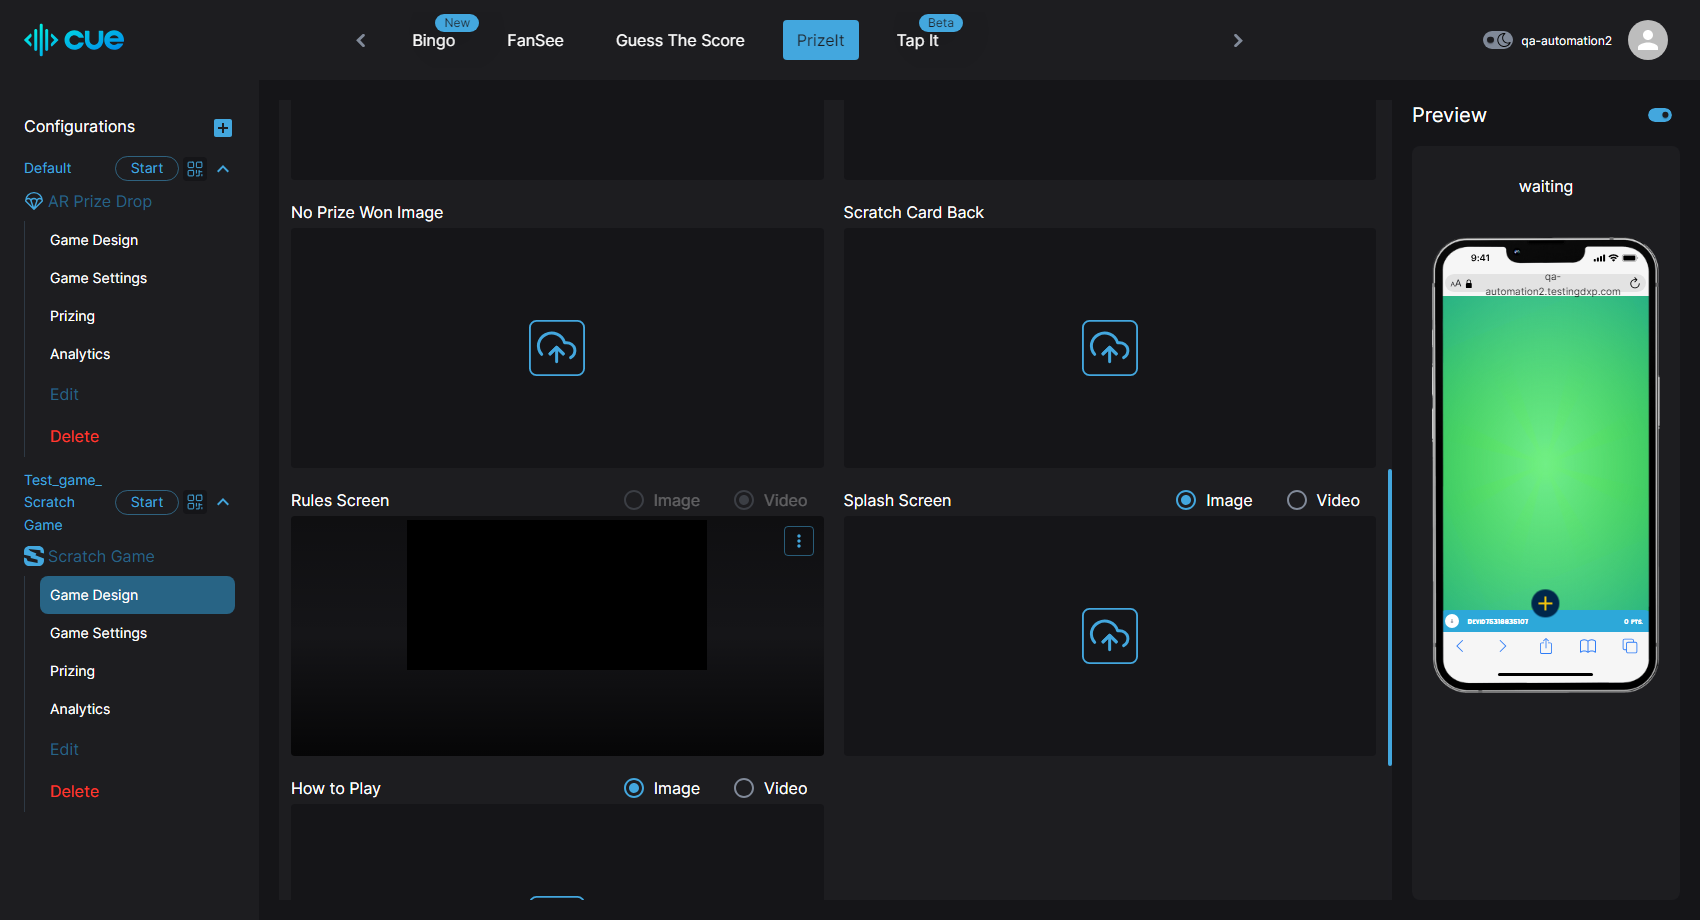 cue
New
Bingo
FanSee
Guess The Score
PrizeIt
Beta
Tap It
qa-automation2
Configurations
Default
Start
AR Prize Drop
Game Design
Game Settings
Prizing
Analytics
Edit
Delete
Test_game_
Scratch
Game
Start
Scratch Game
Game Design
Game Settings
Prizing
Analytics
Edit
Delete
No Prize Won Image
Scratch Card Back
Rules Screen
Image
Video
Splash Screen
Image
Video
How to Play
Image
Video
Preview
waiting
9:41
AA
qa-
automation2.testingdxp.com
0 PTS.